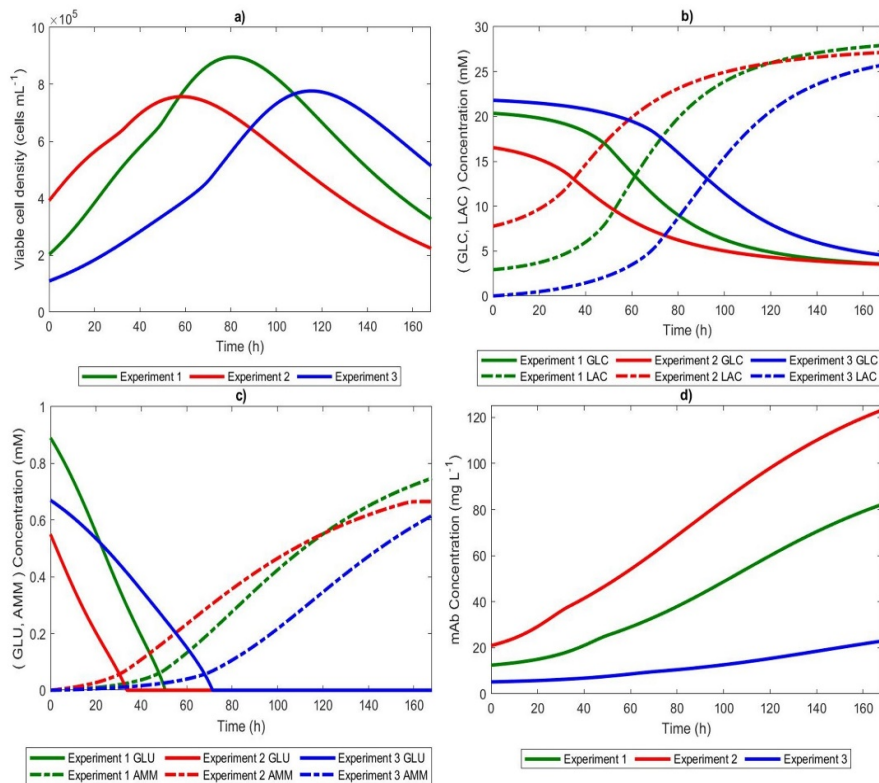 a)
× 10⁵
Viable cell density (cells mL⁻¹)
10
8
6
4
2
0
0 20 40 60 80 100 120 140 160
Time (h)
Experiment 1 Experiment 2 Experiment 3
b)
( GLC, LAC ) Concentration (mM)
30
25
20
15
10
5
0
0 20 40 60 80 100 120 140 160
Time (h)
Experiment 1 GLC Experiment 2 GLC Experiment 3 GLC
Experiment 1 LAC Experiment 2 LAC Experiment 3 LAC
c)
( GLU, AMM ) Concentration (mM)
1
0.8
0.6
0.4
0.2
0
0 20 40 60 80 100 120 140 160
Time (h)
Experiment 1 GLU Experiment 2 GLU Experiment 3 GLU
Experiment 1 AMM Experiment 2 AMM Experiment 3 AMM
d)
mAb Concentration (mg L⁻¹)
120
100
80
60
40
20
0
0 20 40 60 80 100 120 140 160
Time (h)
Experiment 1 Experiment 2 Experiment 3